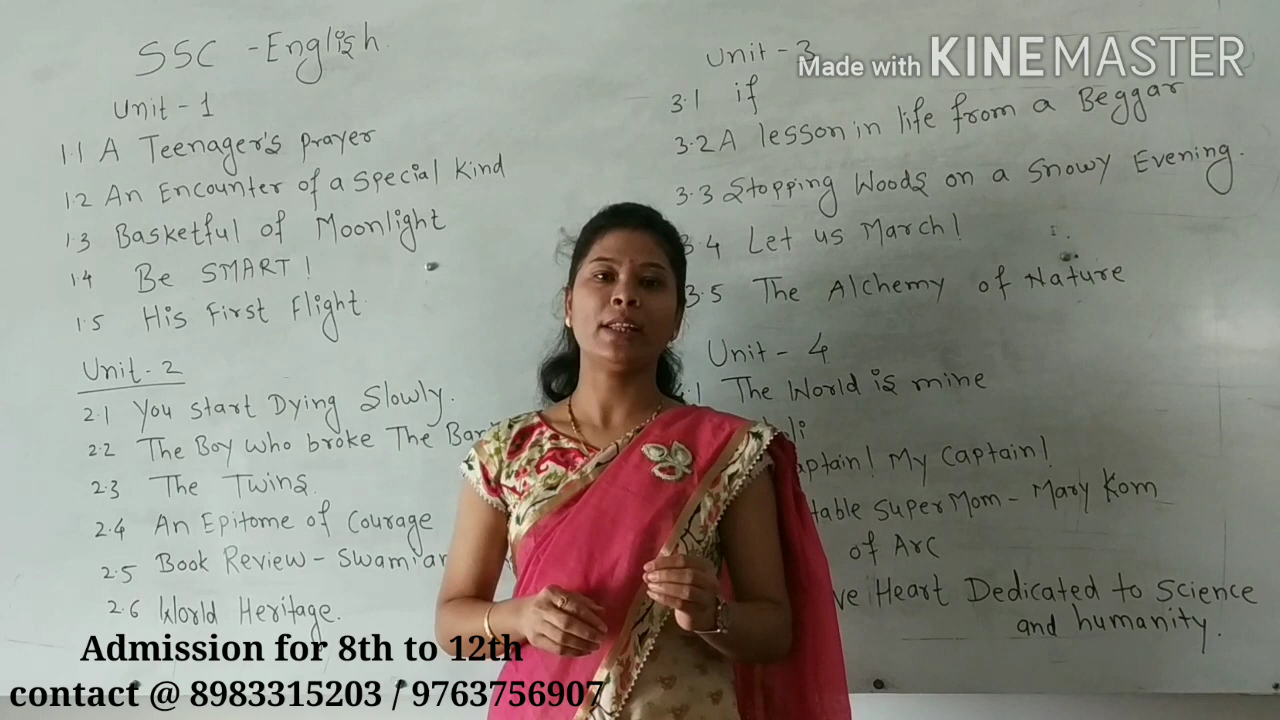 SSC - English
Unit - 1
1.1 A Teenager's prayer
1.2 An Encounter of a special kind
1.3 Basketful of Moonlight
1.4 Be SMART!
1.5 His First Flight
Unit - 2
2.1 You start Dying Slowly.
2.2 The Boy who broke The
2.3 The Twins.
2.4 An Epitome of courage
2.5 Book Review -
2.6 World Heritage.
Unit - 3
3.1 if
3.2 A lesson in life from a Beggar
3.3 Stopping Woods on a snowy Evening.
3.4 Let us March!
3.5 The Alchemy of Nature
Unit - 4
The World is mine
My Captain!
SuperMom - Mary Kom
of Arc
Heart Dedicated to Science
and humanity.
Made with KINEMASTER
Admission for 8th to 12th
contact @ 8983315203 / 9763756907